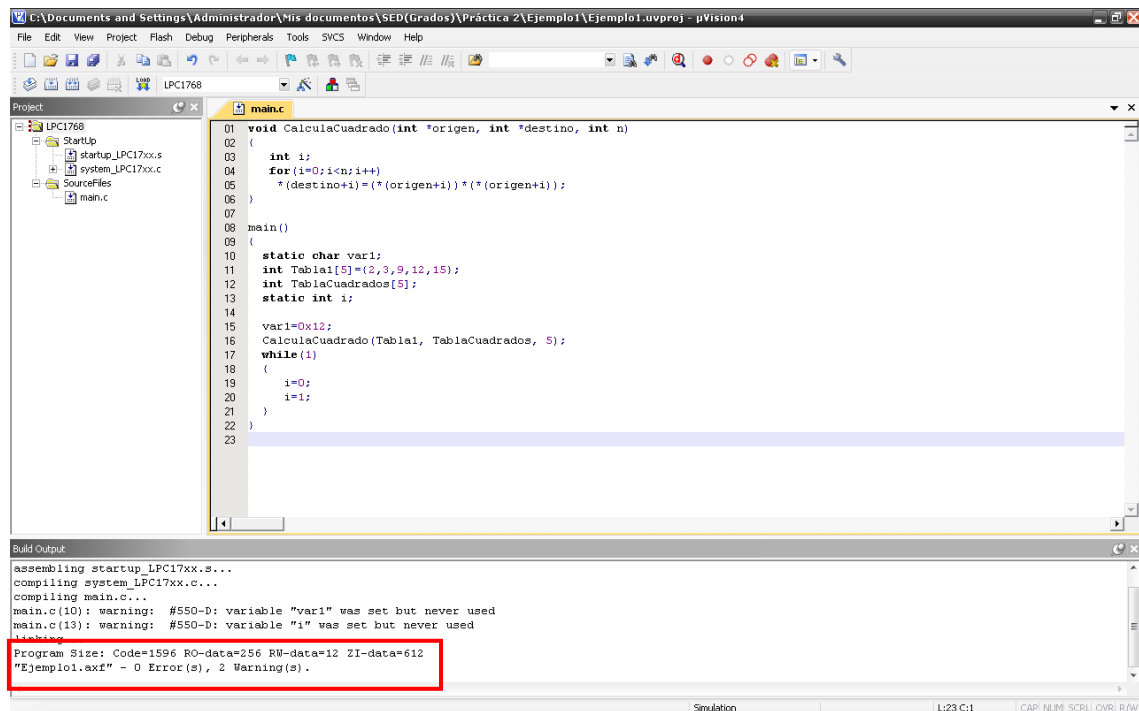 C:\Documents and Settings\Administrador\Mis documentos\SED(Grados)\Práctica 2\Ejemplo1\Ejemplo1.uvproj - µVision4
File Edit View Project Flash Debug Peripherals Tools SVCS Window Help
LOAD LPC1768
Project
LPC1768
StartUp
startup_LPC17xx.s
system_LPC17xx.c
SourceFiles
main.c
main.c
01 void CalculaCuadrado(int *origen, int *destino, int n)
02 {
03 int i;
04 for(i=0;i<n;i++)
05 *(destino+i)=(*(origen+i))*(*(origen+i));
06 }
07
08 main()
09 {
10 static char var1;
11 int Tabla1[5]={2,3,9,12,15};
12 int TablaCuadrados[5];
13 static int i;
14
15 var1=0x12;
16 CalculaCuadrado(Tabla1, TablaCuadrados, 5);
17 while(1)
18 {
19 i=0;
20 i=1;
21 }
22 }
23
Build Output
assembling startup_LPC17xx.s...
compiling system_LPC17xx.c...
compiling main.c...
main.c(10): warning: #550-D: variable "var1" was set but never used
main.c(13): warning: #550-D: variable "i" was set but never used
linking...
Program Size: Code=1596 RO-data=256 RW-data=12 ZI-data=612
"Ejemplo1.axf" - 0 Error(s), 2 Warning(s).
Simulation L:23 C:1 CAP NUM SCRL OVR R/W